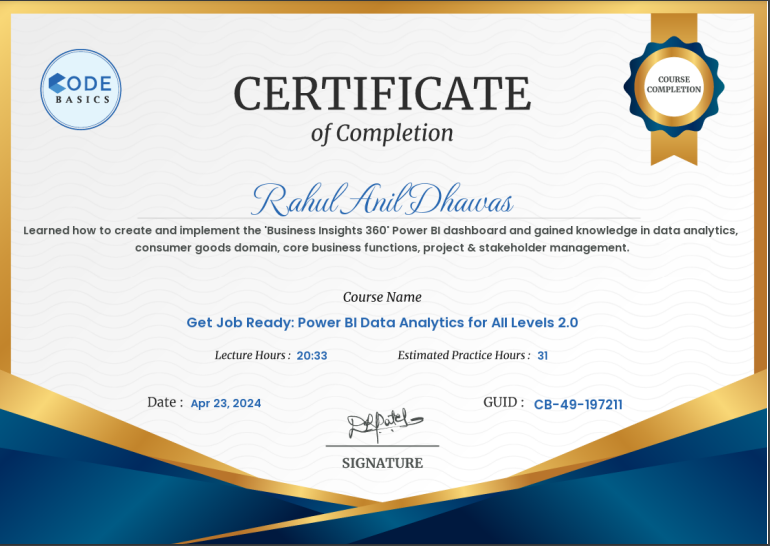 CODE
BASICS
COURSE
COMPLETION
CERTIFICATE
of Completion
Rahul Anil Dhawas
Learned how to create and implement the 'Business Insights 360' Power BI dashboard and gained knowledge in data analytics,
consumer goods domain, core business functions, project & stakeholder management.
Course Name
Get Job Ready: Power BI Data Analytics for All Levels 2.0
Lecture Hours : 20:33 Estimated Practice Hours : 31
Date : Apr 23, 2024 GUID : CB-49-197211
SIGNATURE